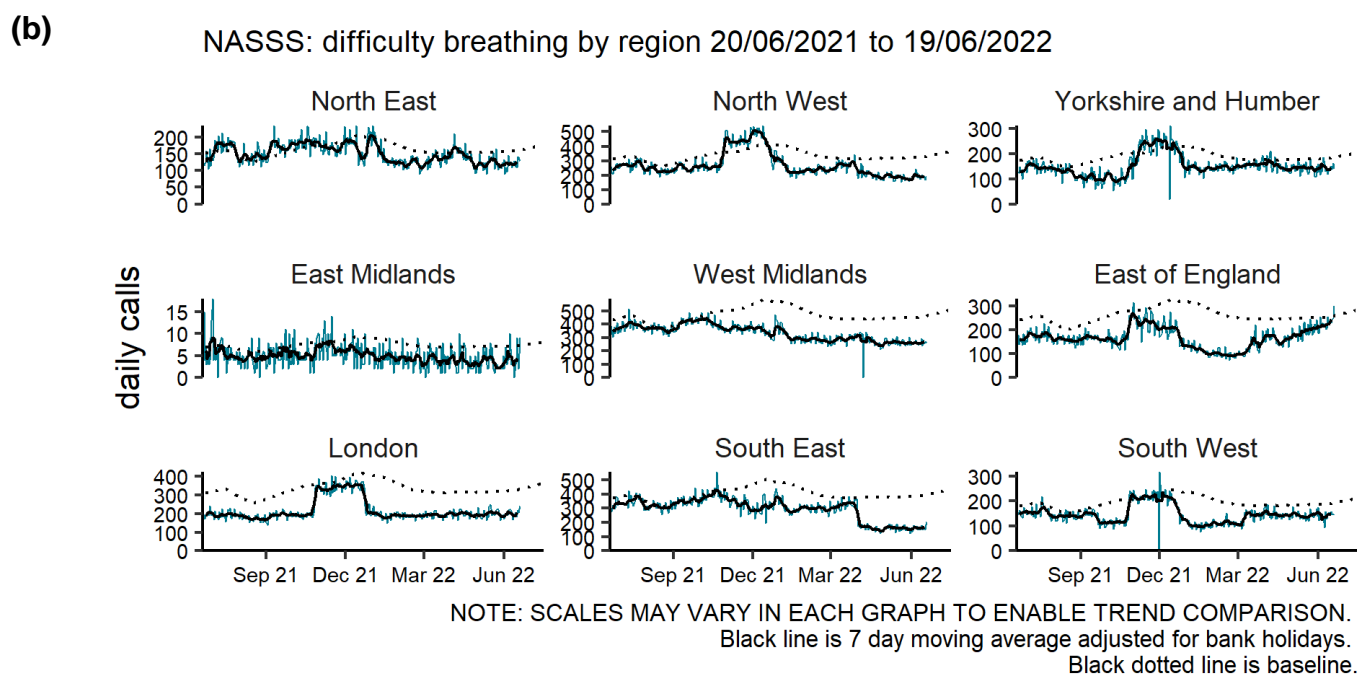 (b)
NASSS: difficulty breathing by region 20/06/2021 to 19/06/2022
daily calls
North East
200
150
100
50
0
North West
500
400
300
200
100
0
Yorkshire and Humber
300
200
100
0
East Midlands
15
10
5
0
West Midlands
500
400
300
200
100
0
East of England
300
200
100
0
London
400
300
200
100
0
South East
500
400
300
200
100
0
South West
300
200
100
0
Sep 21 Dec 21 Mar 22 Jun 22
Sep 21 Dec 21 Mar 22 Jun 22
Sep 21 Dec 21 Mar 22 Jun 22
NOTE: SCALES MAY VARY IN EACH GRAPH TO ENABLE TREND COMPARISON.
Black line is 7 day moving average adjusted for bank holidays.
Black dotted line is baseline.